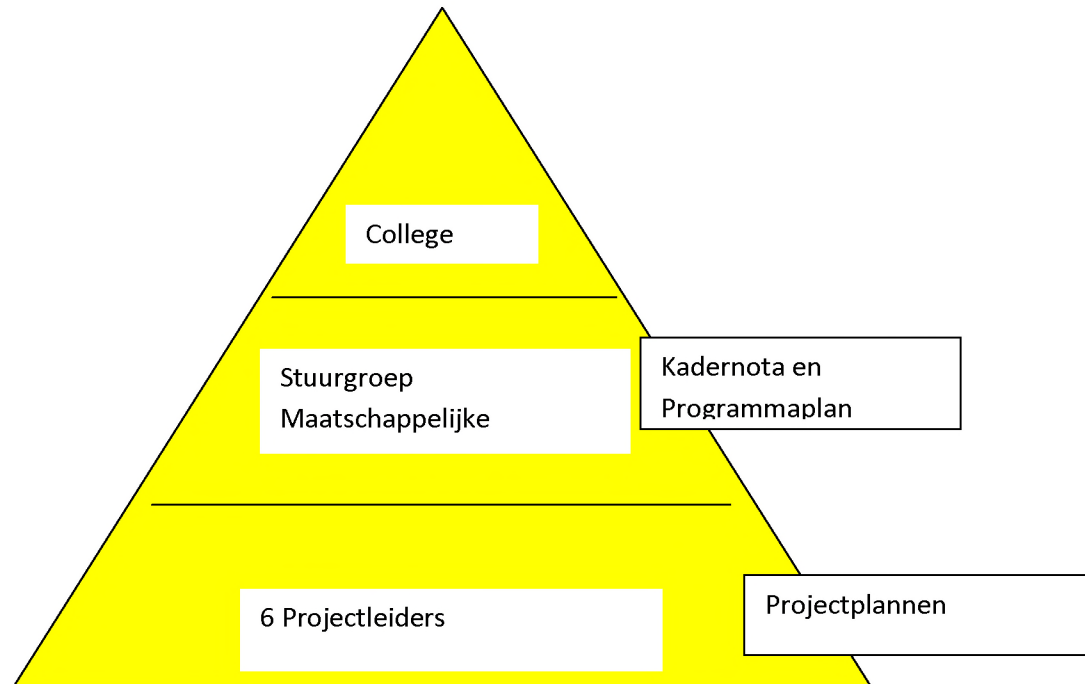 College
Stuurgroep
Maatschappelijke
Kadernota en
Programmaplan
6 Projectleiders
Projectplannen